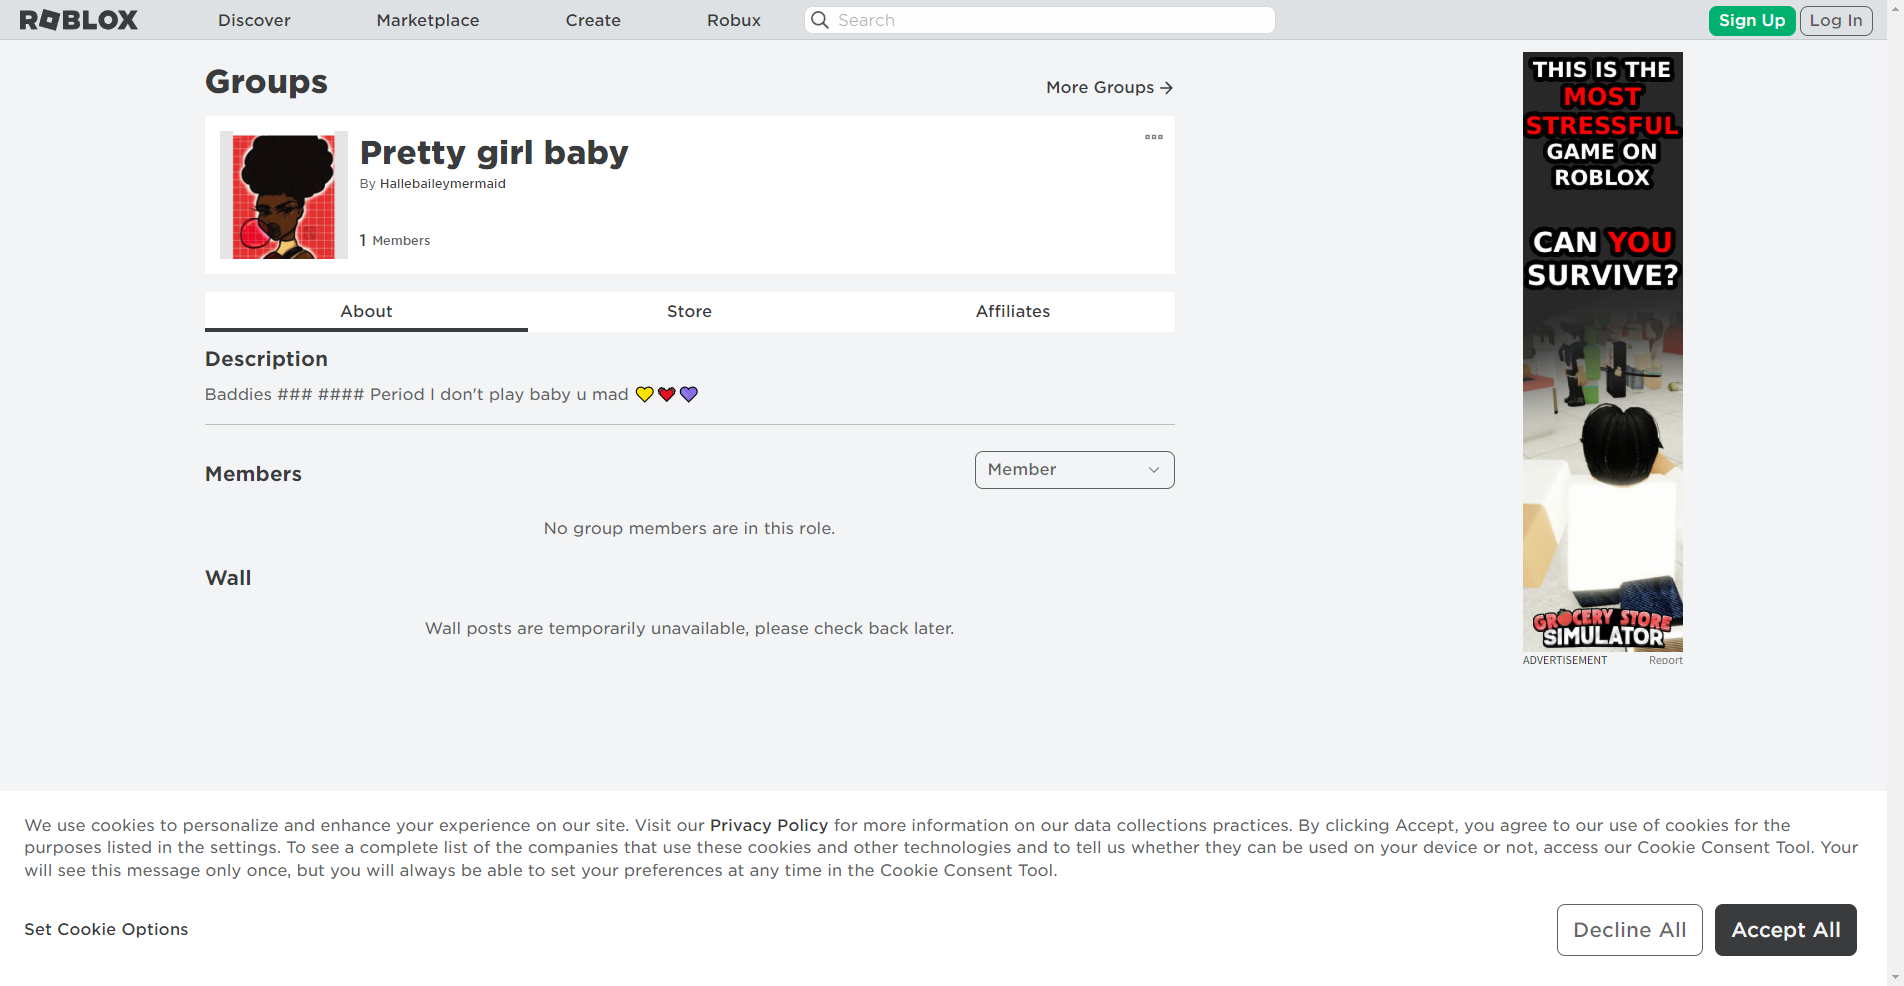 ROBLOX
Discover
Marketplace
Create
Robux
Search
Sign Up
Log In
Groups
More Groups →
Pretty girl baby
By Hallebaileymermaid
1 Members
About
Store
Affiliates
Description
Baddies ### #### Period I don't play baby u mad 💛❤️💜
Members
Member
No group members are in this role.
Wall
Wall posts are temporarily unavailable, please check back later.
THIS IS THE
MOST
STRESSFUL
GAME ON
ROBLOX
CAN YOU
SURVIVE?
GROCERY STORE
SIMULATOR
ADVERTISEMENT
Report
We use cookies to personalize and enhance your experience on our site. Visit our Privacy Policy for more information on our data collections practices. By clicking Accept, you agree to our use of cookies for the
purposes listed in the settings. To see a complete list of the companies that use these cookies and other technologies and to tell us whether they can be used on your device or not, access our Cookie Consent Tool. Your
will see this message only once, but you will always be able to set your preferences at any time in the Cookie Consent Tool.
Set Cookie Options
Decline All
Accept All